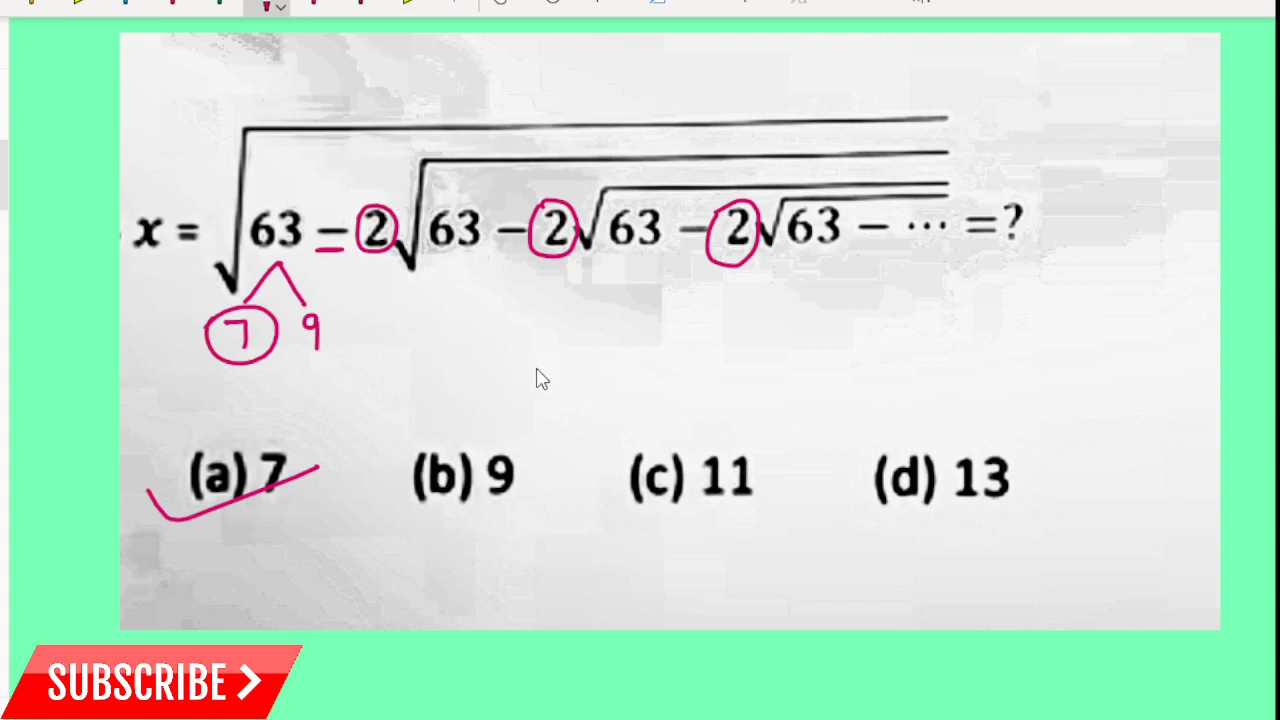 x = √63 − 2√63 − 2√63 − 2√63 − ... = ?
7 9
(a) 7 (b) 9 (c) 11 (d) 13
SUBSCRIBE